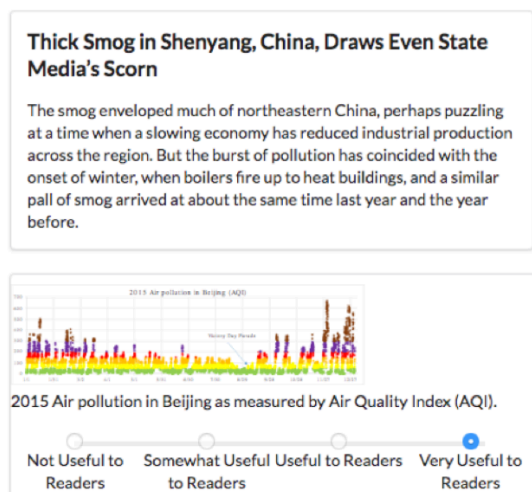 Thick Smog in Shenyang, China, Draws Even State
Media's Scorn
The smog enveloped much of northeastern China, perhaps puzzling
at a time when a slowing economy has reduced industrial production
across the region. But the burst of pollution has coincided with the
onset of winter, when boilers fire up to heat buildings, and a similar
pall of smog arrived at about the same time last year and the year
before.
2015 Air pollution in Beijing (AQI)
Victory Day Parade
2015 Air pollution in Beijing as measured by Air Quality Index (AQI).
Not Useful to Readers
Somewhat Useful to Readers
Useful to Readers
Very Useful to Readers